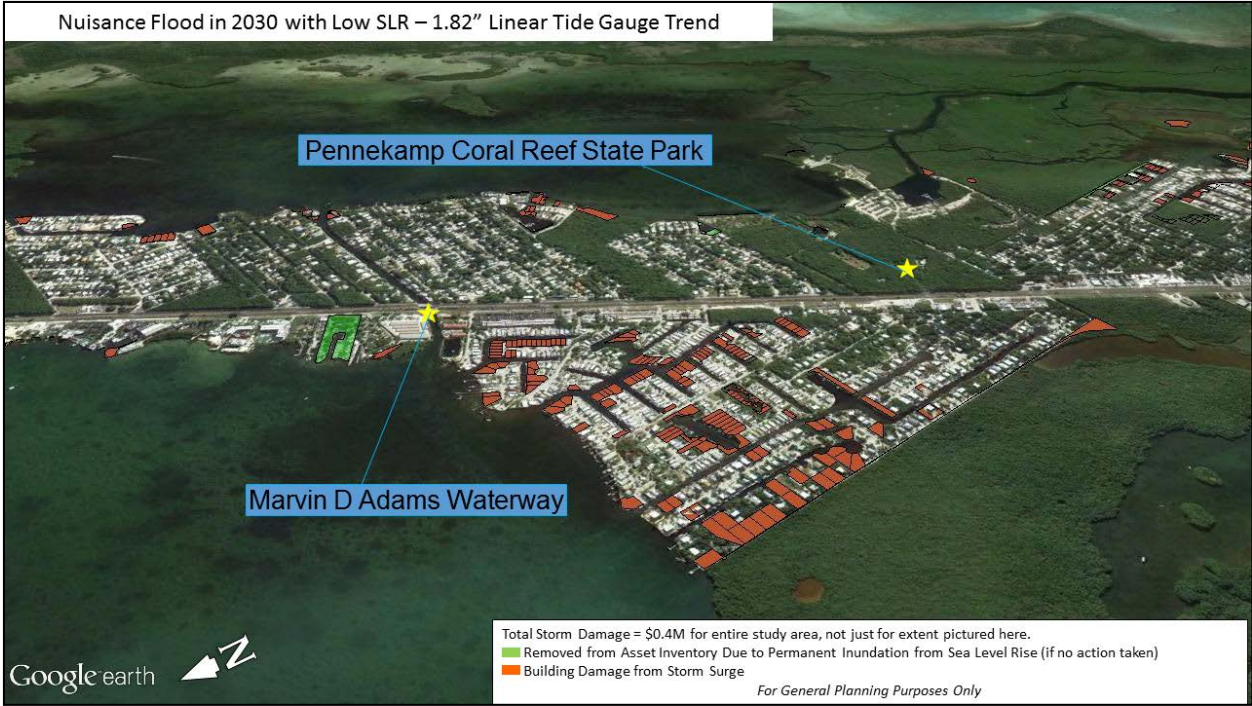 Nuisance Flood in 2030 with Low SLR – 1.82” Linear Tide Gauge Trend
Pennekamp Coral Reef State Park
Marvin D Adams Waterway
Total Storm Damage = $0.4M for entire study area, not just for extent pictured here.
Removed from Asset Inventory Due to Permanent Inundation from Sea Level Rise (if no action taken)
Building Damage from Storm Surge
For General Planning Purposes Only
Google earth
N